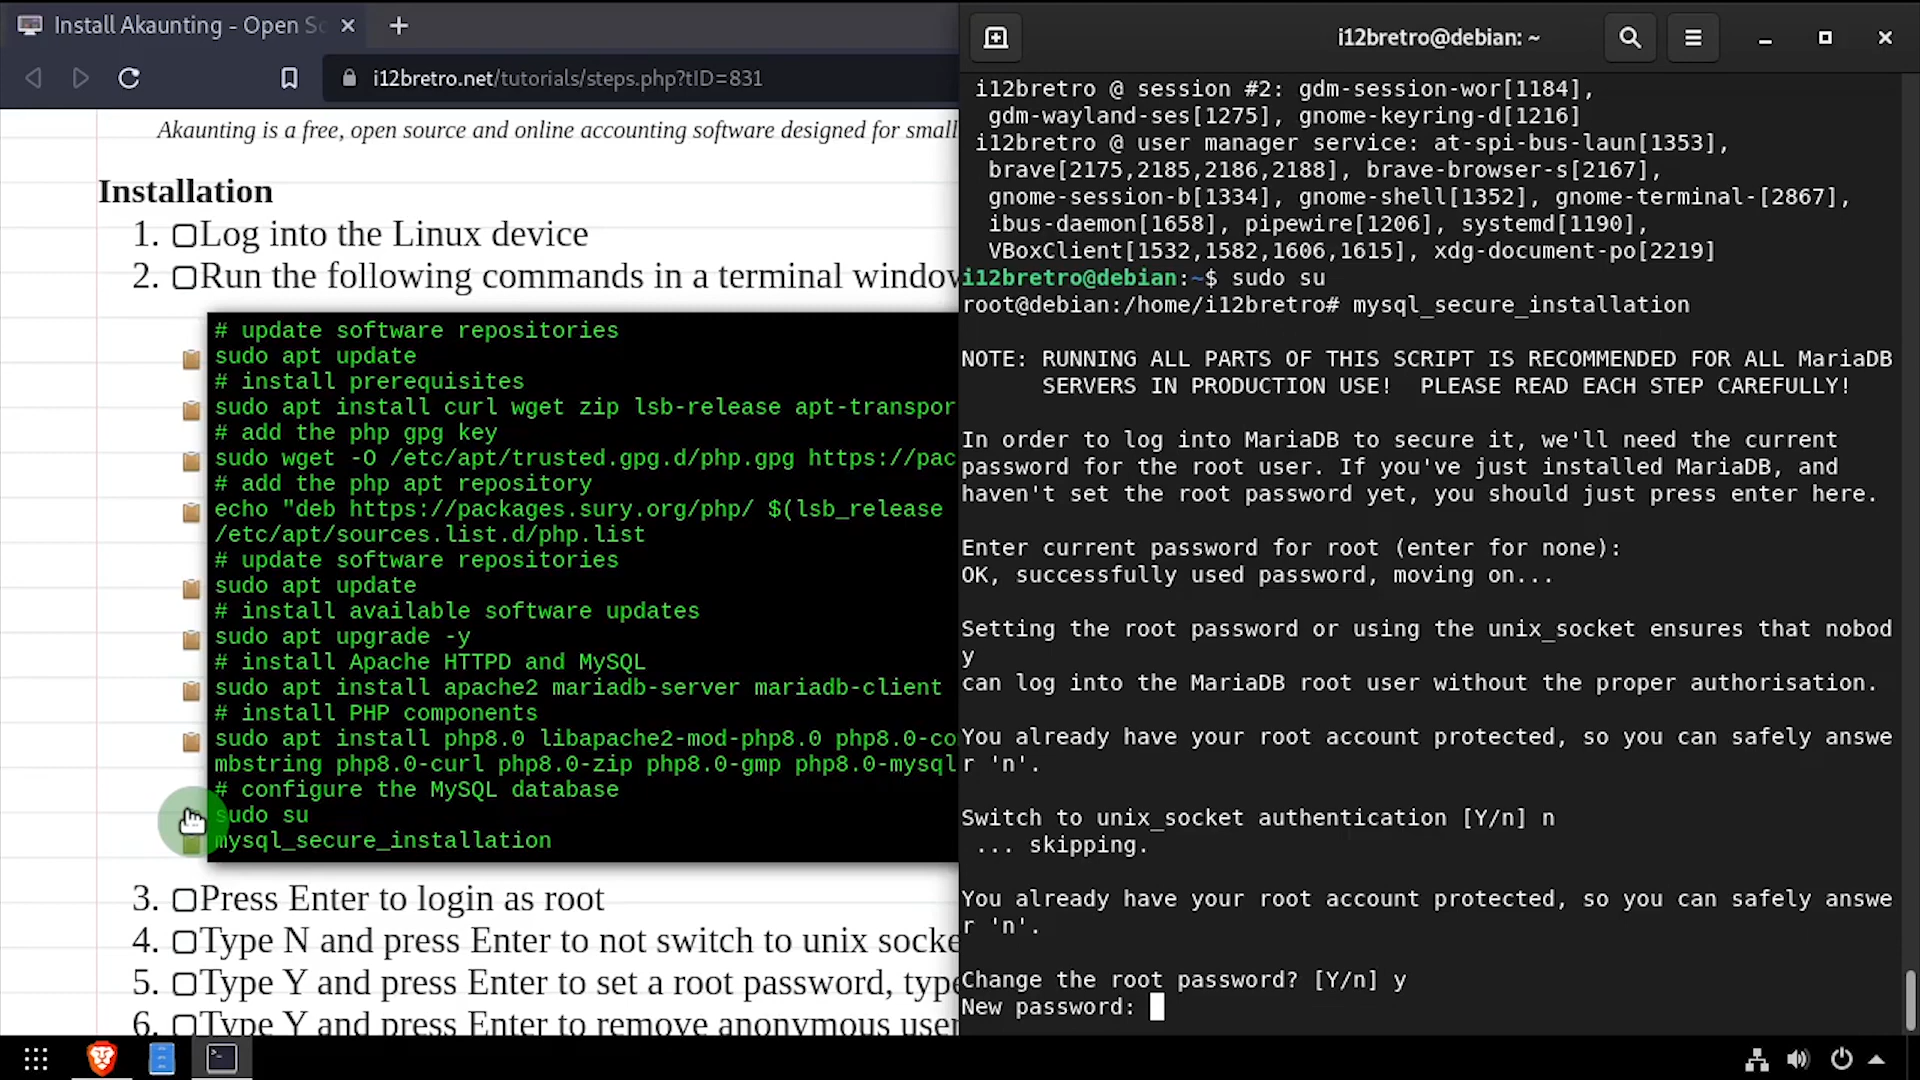 Install Akaunting - Open So
i12bretro.net/tutorials/steps.php?tID=831
Akaunting is a free, open source and online accounting software designed for small
Installation
1. Log into the Linux device
2. Run the following commands in a terminal window
# update software repositories
sudo apt update
# install prerequisites
sudo apt install curl wget zip lsb-release apt-transpor
# add the php gpg key
sudo wget -O /etc/apt/trusted.gpg.d/php.gpg https://pac
# add the php apt repository
echo "deb https://packages.sury.org/php/ $(lsb_release
/etc/apt/sources.list.d/php.list
# update software repositories
sudo apt update
# install available software updates
sudo apt upgrade -y
# install Apache HTTPD and MySQL
sudo apt install apache2 mariadb-server mariadb-client
# install PHP components
sudo apt install php8.0 libapache2-mod-php8.0 php8.0-co
mbstring php8.0-curl php8.0-zip php8.0-gmp php8.0-mysql
# configure the MySQL database
sudo su
mysql_secure_installation
3. Press Enter to login as root
4. Type N and press Enter to not switch to unix socke
5. Type Y and press Enter to set a root password, type
6. Type Y and press Enter to remove anonymous user
i12bretro@debian: ~
i12bretro @ session #2: gdm-session-wor[1184],
gdm-wayland-ses[1275], gnome-keyring-d[1216]
i12bretro @ user manager service: at-spi-bus-laun[1353],
brave[2175,2185,2186,2188], brave-browser-s[2167],
gnome-session-b[1334], gnome-shell[1352], gnome-terminal-[2867],
ibus-daemon[1658], pipewire[1206], systemd[1190],
VBoxClient[1532,1582,1606,1615], xdg-document-po[2219]
i12bretro@debian:~$ sudo su
root@debian:/home/i12bretro# mysql_secure_installation
NOTE: RUNNING ALL PARTS OF THIS SCRIPT IS RECOMMENDED FOR ALL MariaDB
SERVERS IN PRODUCTION USE! PLEASE READ EACH STEP CAREFULLY!
In order to log into MariaDB to secure it, we'll need the current
password for the root user. If you've just installed MariaDB, and
haven't set the root password yet, you should just press enter here.
Enter current password for root (enter for none):
OK, successfully used password, moving on...
Setting the root password or using the unix_socket ensures that nobod
y
can log into the MariaDB root user without the proper authorisation.
You already have your root account protected, so you can safely answe
r 'n'.
Switch to unix_socket authentication [Y/n] n
... skipping.
You already have your root account protected, so you can safely answe
r 'n'.
Change the root password? [Y/n] y
New password: